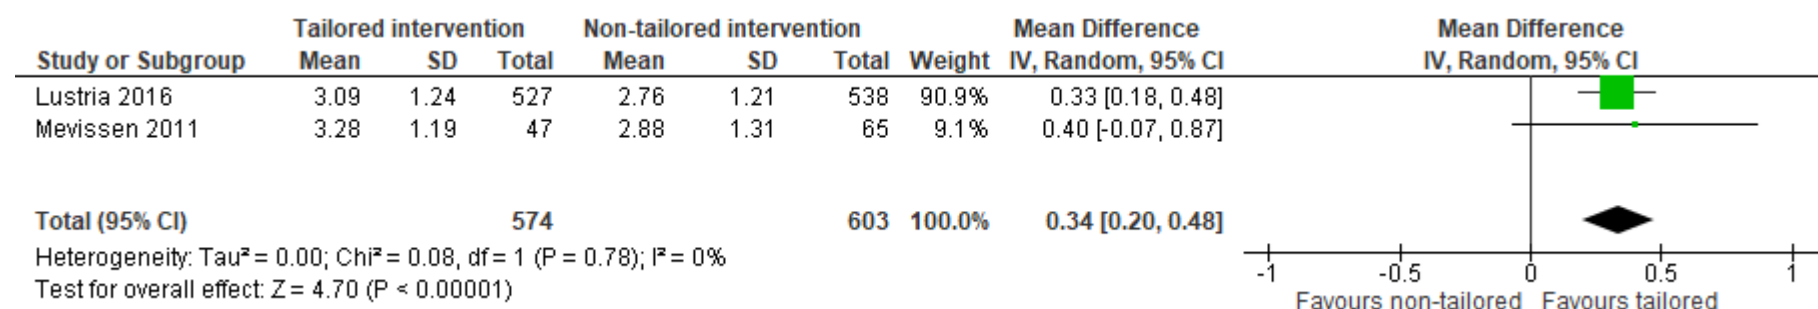 Tailored intervention Non-tailored intervention Mean Difference Mean Difference
Study or Subgroup Mean SD Total Mean SD Total Weight IV, Random, 95% CI IV, Random, 95% CI
Lustria 2016 3.09 1.24 527 2.76 1.21 538 90.9% 0.33 [0.18, 0.48]
Mevissen 2011 3.28 1.19 47 2.88 1.31 65 9.1% 0.40 [-0.07, 0.87]
Total (95% CI) 574 603 100.0% 0.34 [0.20, 0.48]
Heterogeneity: Tau² = 0.00; Chi² = 0.08, df = 1 (P = 0.78); I² = 0%
-1 -0.5 0 0.5 1
Test for overall effect: Z = 4.70 (P < 0.00001)
Favours non-tailored Favours tailored